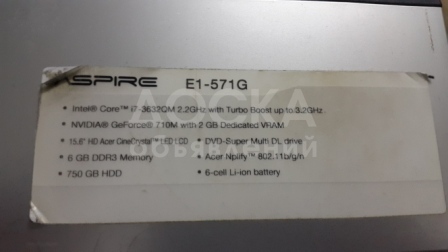 ASPIRE E1-571G
• Intel® Core™ i7-3632QM 2.2GHz with Turbo Boost up to 3.2GHz
• NVIDIA® GeForce® 710M with 2 GB Dedicated VRAM
• 15.6" HD Acer CineCrystal™ LED LCD • DVD-Super Multi DL drive
• 6 GB DDR3 Memory • Acer Nplify™ 802.11b/g/n
• 750 GB HDD • 6-cell Li-ion battery
ДОСКА
объявлений